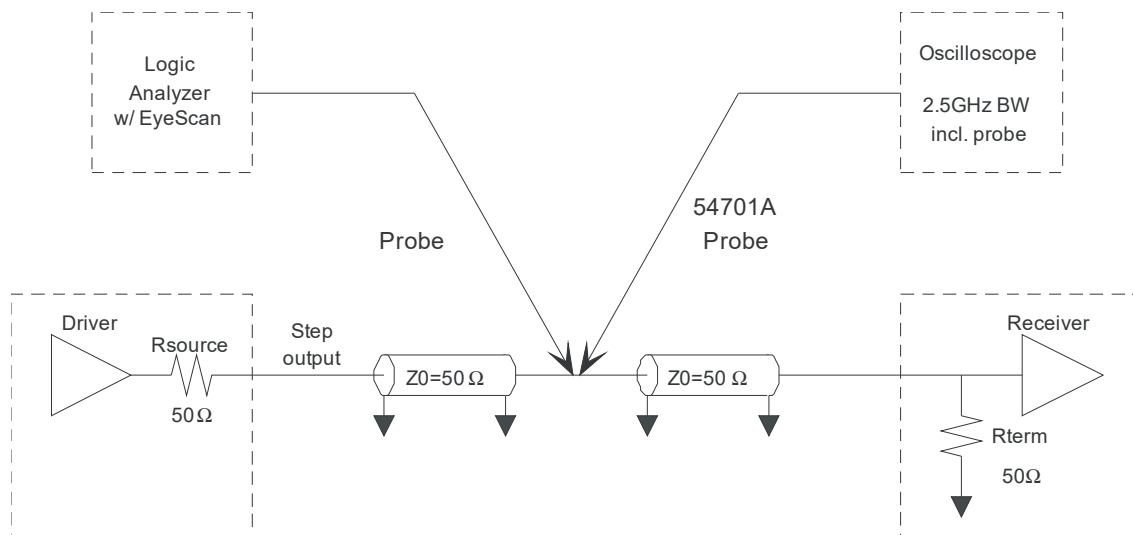 Logic
Analyzer
w/ EyeScan
Oscilloscope
2.5GHz BW
incl. probe
Probe
54701A
Probe
Driver
Rsource
50Ω
Step
output
Z0=50 Ω
Z0=50 Ω
Receiver
Rterm
50Ω